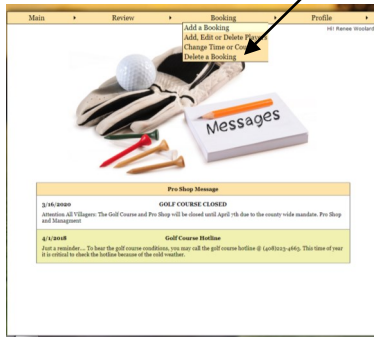 Main Review Booking Profile
Add a Booking
Hi! Renee Woolard
Add, Edit or Delete Players
Change Time or Course
Delete a Booking
Messages
Pro Shop Message
3/16/2020 GOLF COURSE CLOSED
Attention All Villagers: The Golf Course and Pro Shop will be closed until April 7th due to the county wide mandate. Pro Shop
and Managment
4/1/2018 Golf Course Hotline
Just a reminder.... To hear the golf course conditions, you may call the golf course hotline @ (408)223-4663. This time of year
it is critical to check the hotline because of the cold weather.